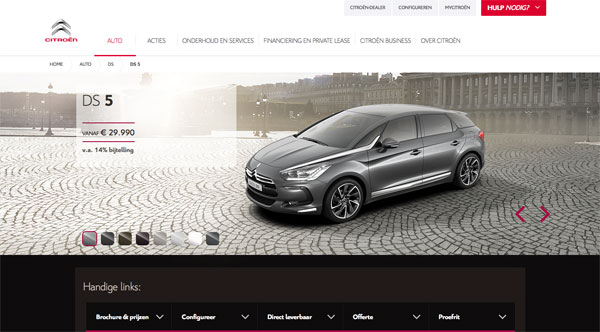 CITROËN-DEALER CONFIGUREREN MYCITROËN HULP NODIG?
CITROËN
AUTO ACTIES ONDERHOUD EN SERVICES FINANCIERING EN PRIVATE LEASE CITROËN BUSINESS OVER CITROËN
HOME AUTO DS DS 5
DS 5
VANAF € 29.990
v.a. 14% bijtelling
Handige links:
Brochure & prijzen Configureer Direct leverbaar Offerte Proefrit